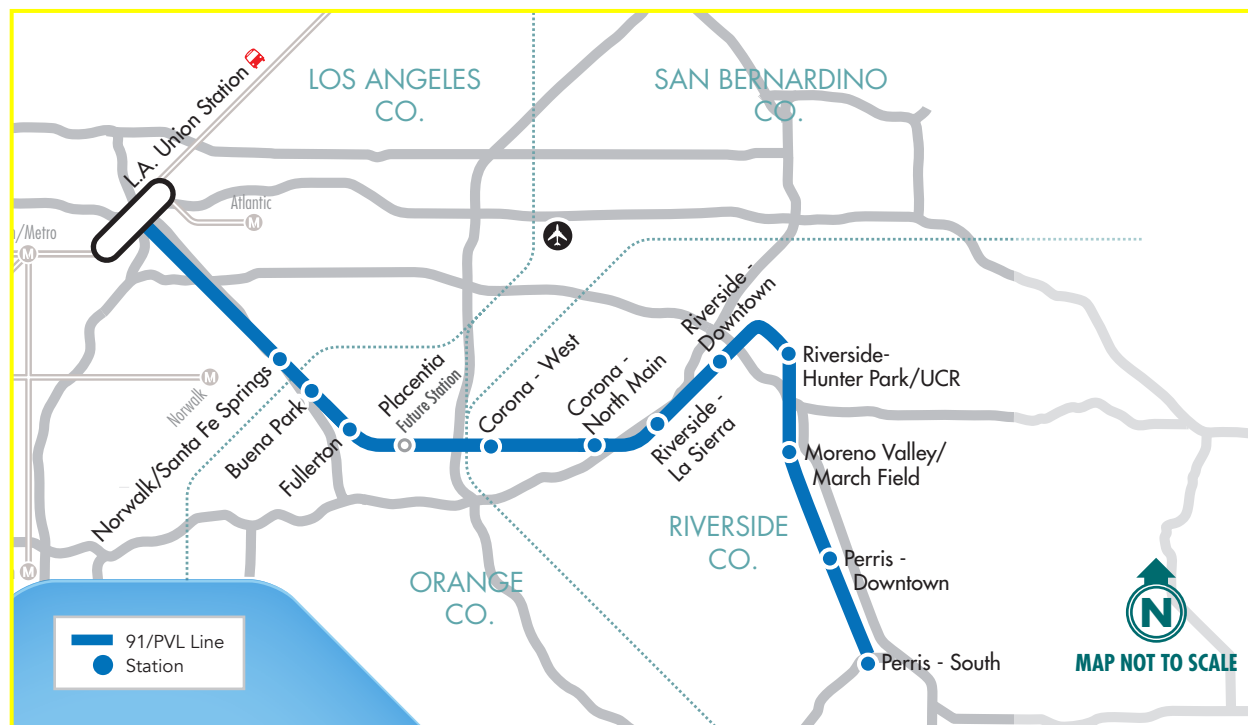 LOS ANGELES
CO.
SAN BERNARDINO
CO.
L.A. Union Station
Atlantic
n/Metro
M
M
Riverside -
Downtown
Placentia
Future Station
Corona - West
Corona -
North Main
Riverside-
Hunter Park/UCR
M
Norwalk
Norwalk/Santa Fe Springs
Buena Park
Fullerton
Riverside -
La Sierra
Moreno Valley/
March Field
RIVERSIDE
CO.
ORANGE
CO.
M
Perris -
Downtown
N
MAP NOT TO SCALE
91/PVL Line
Station
Perris - South